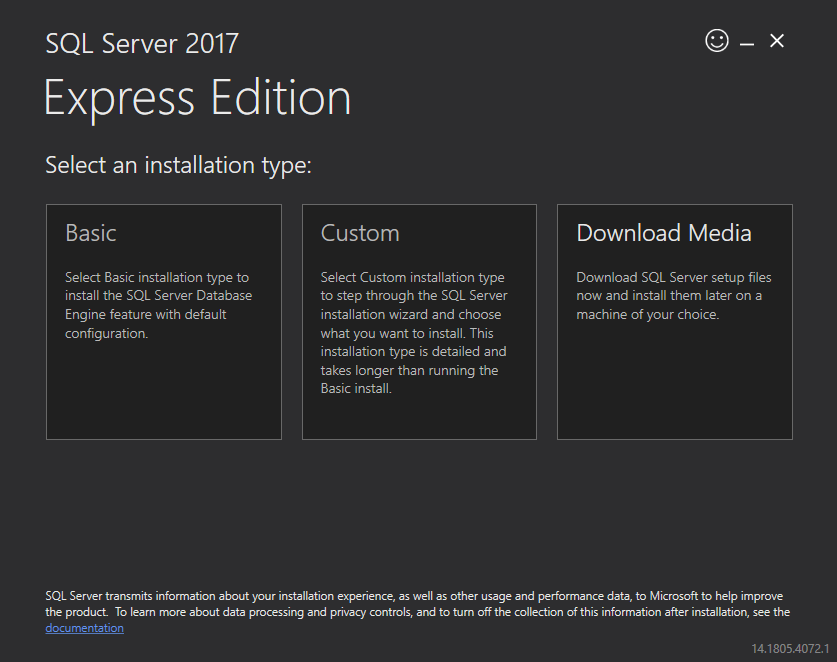 SQL Server 2017
Express Edition
Select an installation type:
Basic
Select Basic installation type to
install the SQL Server Database
Engine feature with default
configuration.
Custom
Select Custom installation type
to step through the SQL Server
installation wizard and choose
what you want to install. This
installation type is detailed and
takes longer than running the
Basic install.
Download Media
Download SQL Server setup files
now and install them later on a
machine of your choice.
SQL Server transmits information about your installation experience, as well as other usage and performance data, to Microsoft to help improve
the product.  To learn more about data processing and privacy controls, and to turn off the collection of this information after installation, see the
documentation
14.1805.4072.1